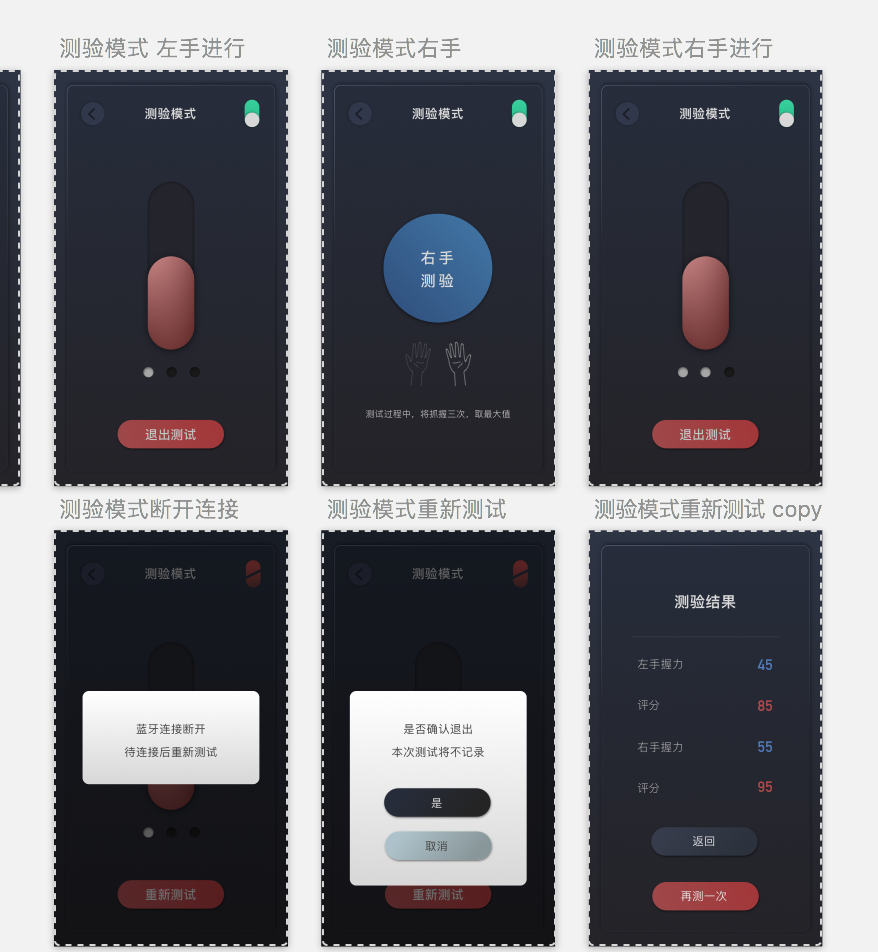 测验模式 左手进行
测验模式右手
测验模式右手进行
测验模式
测验模式
测验模式
右手
测验
测试过程中，将抓握三次，取最大值
退出测试
退出测试
测验模式断开连接
测验模式重新测试
测验模式重新测试 copy
测验模式
蓝牙连接断开
待连接后重新测试
重新测试
测验模式
是否确认退出
本次测试将不记录
是
取消
重新测试
测验结果
左手握力 45
评分 85
右手握力 55
评分 95
返回
再测一次